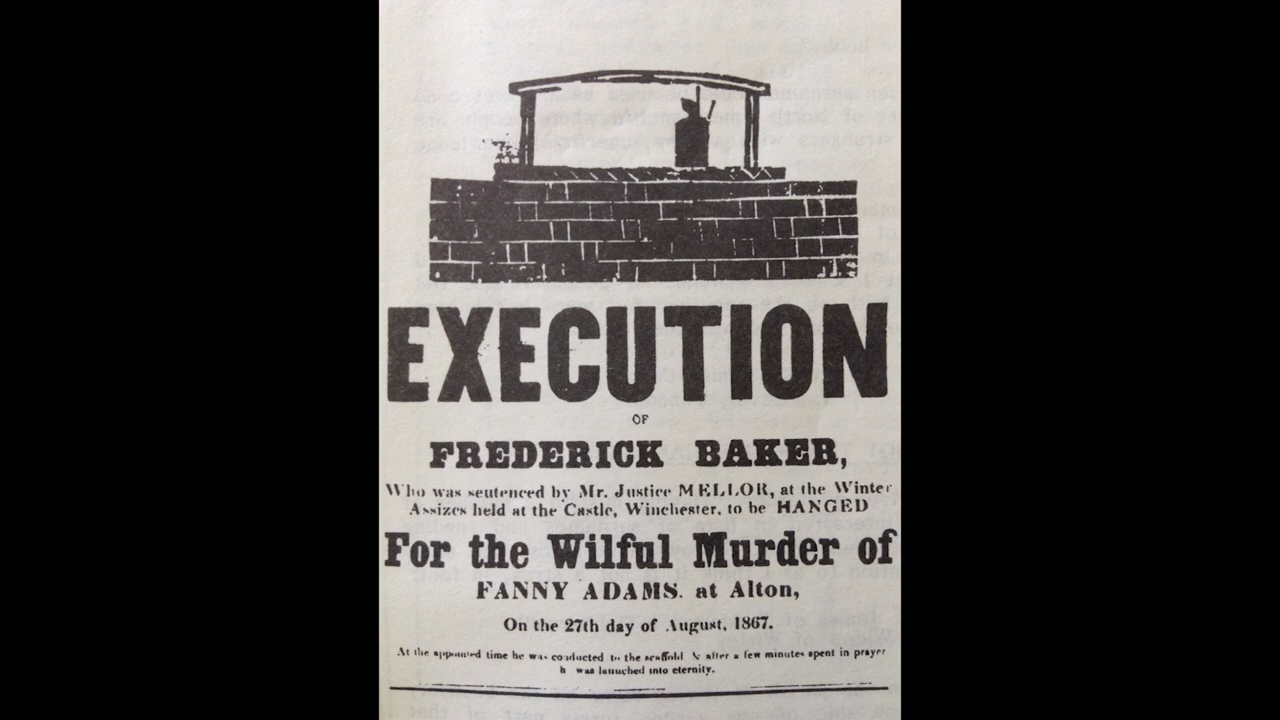 EXECUTION
OF
FREDERICK BAKER,
Who was sentenced by Mr. Justice MELLOR, at the Winter
Assizes held at the Castle, Winchester, to be HANGED
For the Wilful Murder of
FANNY ADAMS. at Alton,
On the 27th day of August, 1867.
At the appointed time he was conducted to the scaffold & after a few minutes spent in prayer
h was launched into eternity.